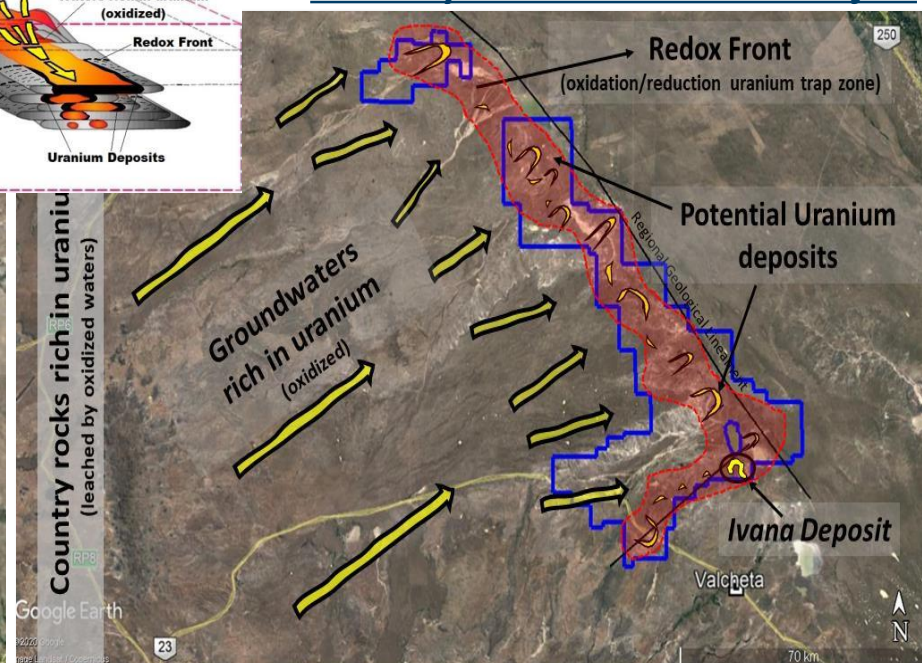 (oxidized)
Redox Front
Uranium Deposits
250
Redox Front
(oxidation/reduction uranium trap zone)
Potential Uranium
deposits
Regional Geological Lineament
Groundwaters
rich in uranium
(oxidized)
Country rocks rich in uraniu
(leached by oxidized waters)
Ivana Deposit
Valcheta
RP8
Google Earth
23
70 km
N